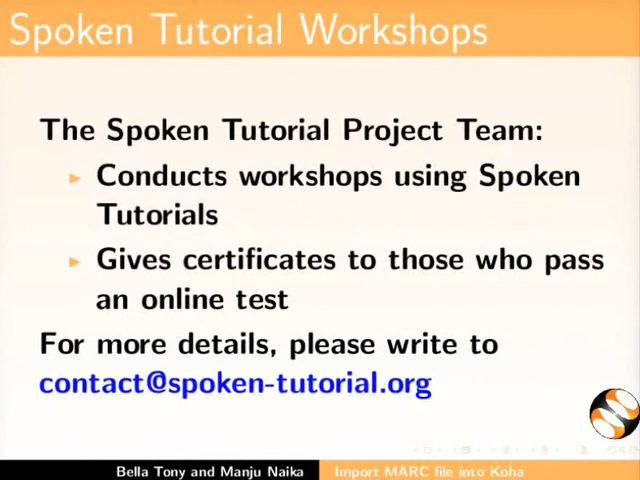 Spoken Tutorial Workshops
The Spoken Tutorial Project Team:
Conducts workshops using Spoken
Tutorials
Gives certificates to those who pass
an online test
For more details, please write to
contact@spoken-tutorial.org
Bella Tony and Manju Naika Import MARC file into Koha